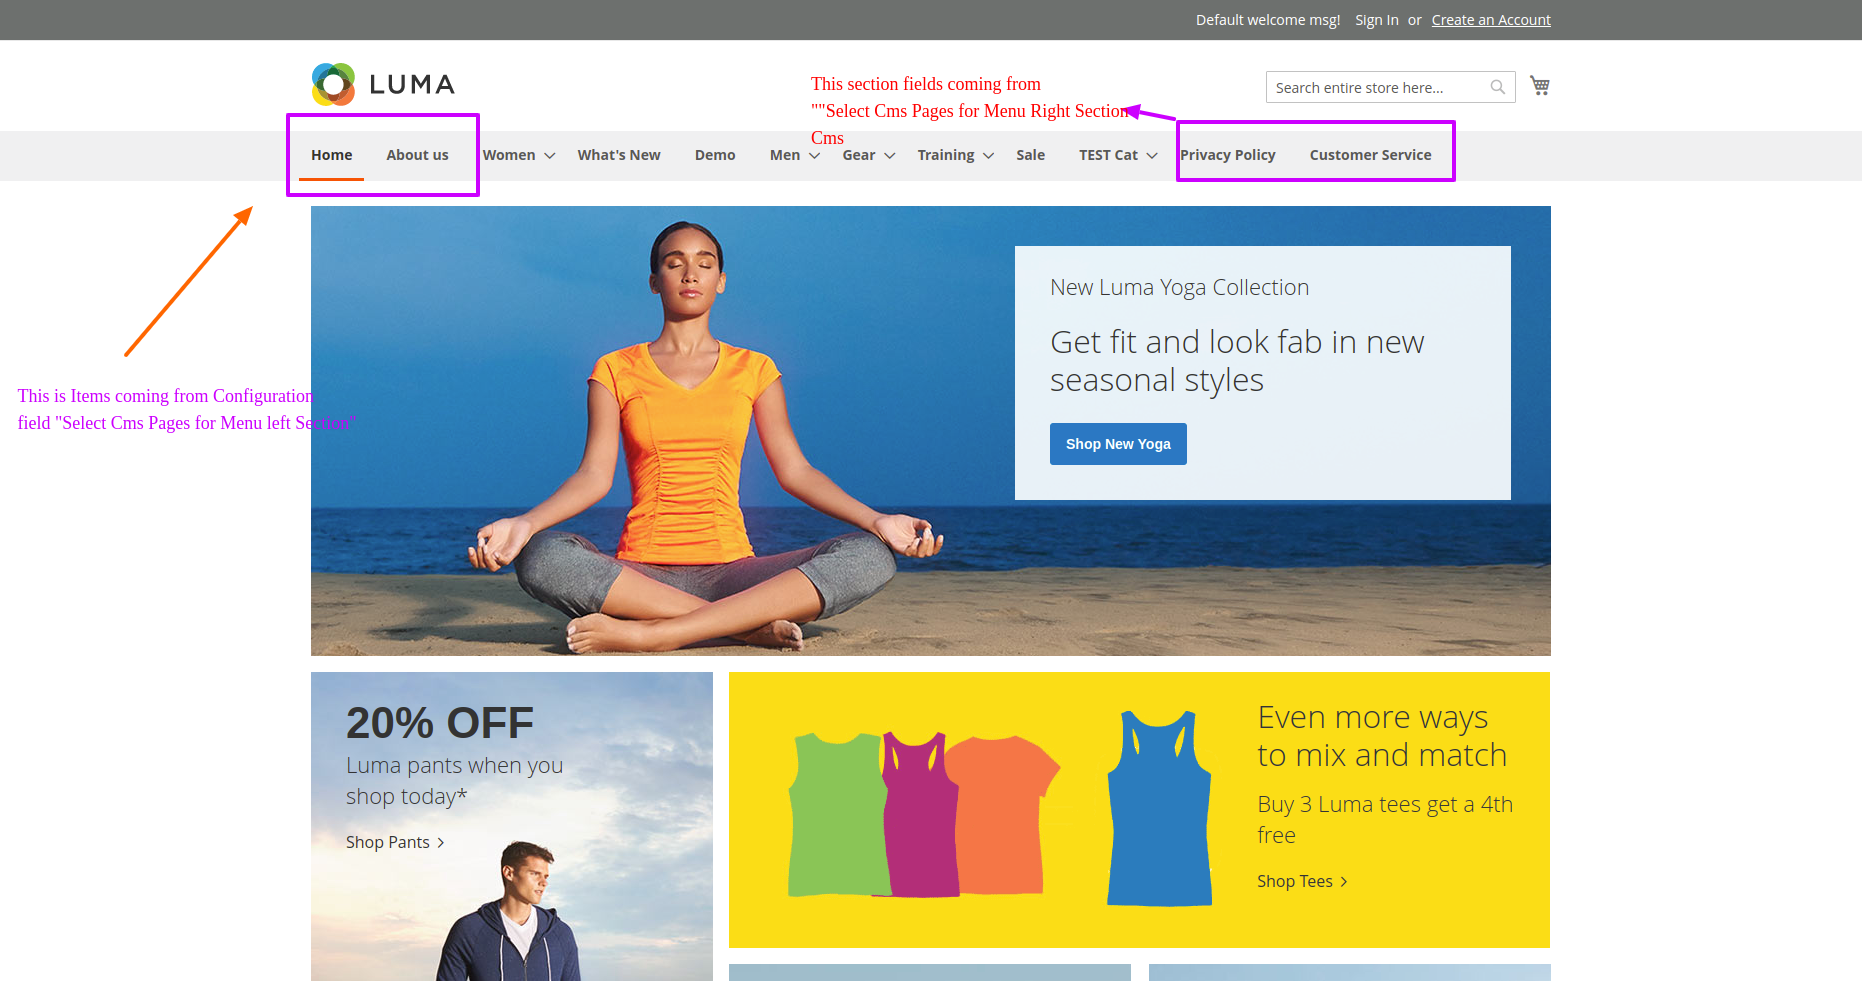 Default welcome msg! Sign In or Create an Account
LUMA
This section fields coming from
""Select Cms Pages for Menu Right Section
Cms
Search entire store here...
Home About us Women What's New Demo Men Gear Training Sale TEST Cat Privacy Policy Customer Service
New Luma Yoga Collection
Get fit and look fab in new
seasonal styles
Shop New Yoga
This is Items coming from Configuration
field "Select Cms Pages for Menu left Section"
20% OFF
Luma pants when you
shop today*
Shop Pants
Even more ways
to mix and match
Buy 3 Luma tees get a 4th
free
Shop Tees